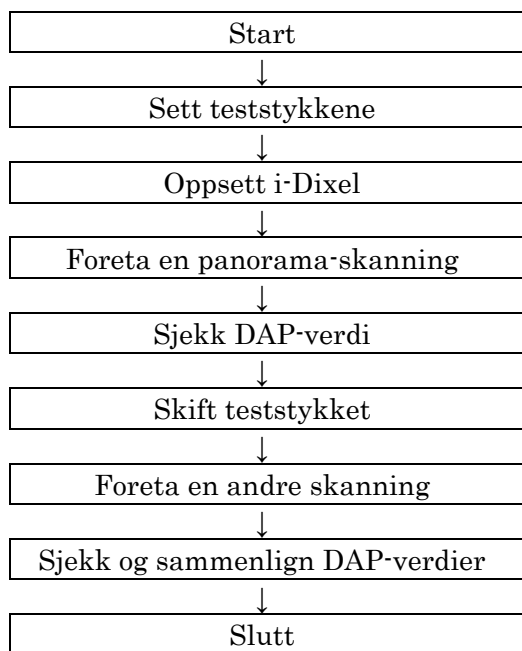 Start
↓
Sett teststykkene
↓
Oppsett i-Dixel
↓
Foreta en panorama-skanning
↓
Sjekk DAP-verdi
↓
Skift teststykket
↓
Foreta en andre skanning
↓
Sjekk og sammenlign DAP-verdier
↓
Slutt